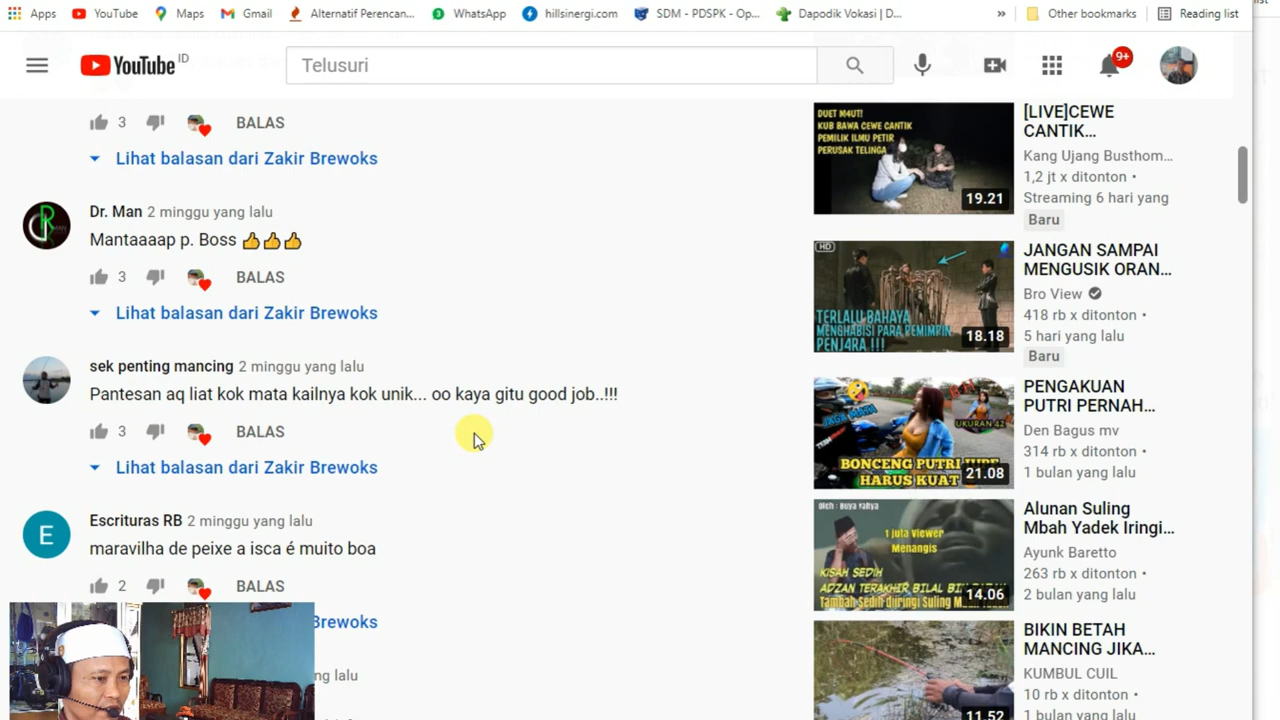 Apps
YouTube
Maps
Gmail
Alternatif Perencan...
WhatsApp
hillsinergi.com
SDM - PDSPK - Op...
Dapodik Vokasi | D...
»
Other bookmarks
Reading list
YouTube ID
Telusuri
9+
3
BALAS
Lihat balasan dari Zakir Brewoks
Dr. Man 2 minggu yang lalu
Mantaaaap p. Boss 👍👍👍
3
BALAS
Lihat balasan dari Zakir Brewoks
sek penting mancing 2 minggu yang lalu
Pantesan aq liat kok mata kailnya kok unik... oo kaya gitu good job..!!!
3
BALAS
Lihat balasan dari Zakir Brewoks
E
Escrituras RB 2 minggu yang lalu
maravilha de peixe a isca é muito boa
2
BALAS
Brewoks
ng lalu
DUET M4UT!
KUB BAWA CEWE CANTIK
PEMILIK ILMU PETIR
PERUSAK TELINGA
19.21
[LIVE]CEWE
CANTIK...
Kang Ujang Busthom...
1,2 jt x ditonton •
Streaming 6 hari yang
Baru
HD
TERLALU BAHAYA
MENGHABISI PARA PEMIMPIN
PENJ4RA !!!
18.18
JANGAN SAMPAI
MENGUSIK ORAN...
Bro View
418 rb x ditonton •
5 hari yang lalu
Baru
UKURAN 42
BONCENG PUTRI
HARUS KUAT
21.08
PENGAKUAN
PUTRI PERNAH...
Den Bagus mv
314 rb x ditonton •
1 bulan yang lalu
Oleh : Buya Yahya
1 juta Viewer
Menangis
KISAH SEDIH
ADZAN TERAKHIR BILAL BIN
Tambah Sedih diiringi Suling
14.06
Alunan Suling
Mbah Yadek Iringi...
Ayunk Baretto
263 rb x ditonton •
2 bulan yang lalu
11.52
BIKIN BETAH
MANCING JIKA...
KUMBUL CUIL
10 rb x ditonton •
1 bulan yang lalu